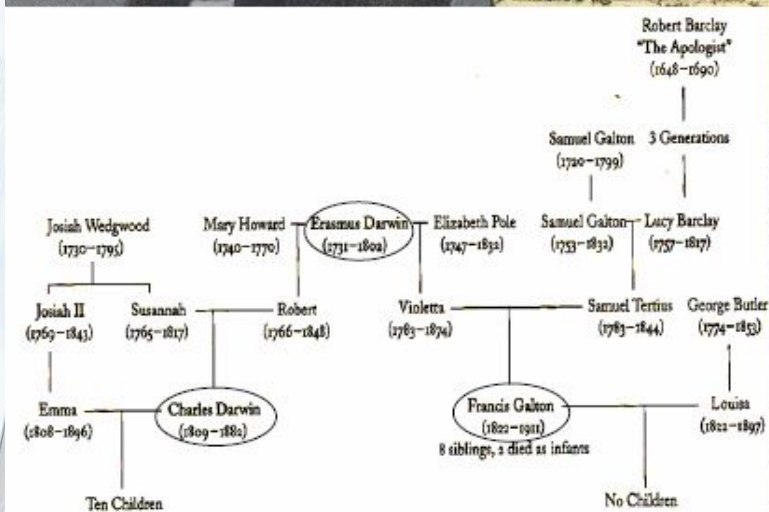 Robert Barclay
"The Apologist"
(1648–1690)
Samuel Galton
(1720–1799)
3 Generations
Josiah Wedgwood
(1730–1795)
Mary Howard
(1740–1770)
Erasmus Darwin
(1731–1802)
Elizabeth Pole
(1747–1832)
Samuel Galton
(1753–1832)
Lucy Barclay
(1757–1817)
Josiah II
(1769–1843)
Susannah
(1765–1817)
Robert
(1766–1848)
Violetta
(1783–1874)
Samuel Tertius
(1783–1844)
George Butler
(1774–1853)
Emma
(1808–1896)
Charles Darwin
(1809–1882)
Francis Galton
(1822–1911)
8 siblings, 2 died as infants
Louisa
(1822–1897)
Ten Children
No Children